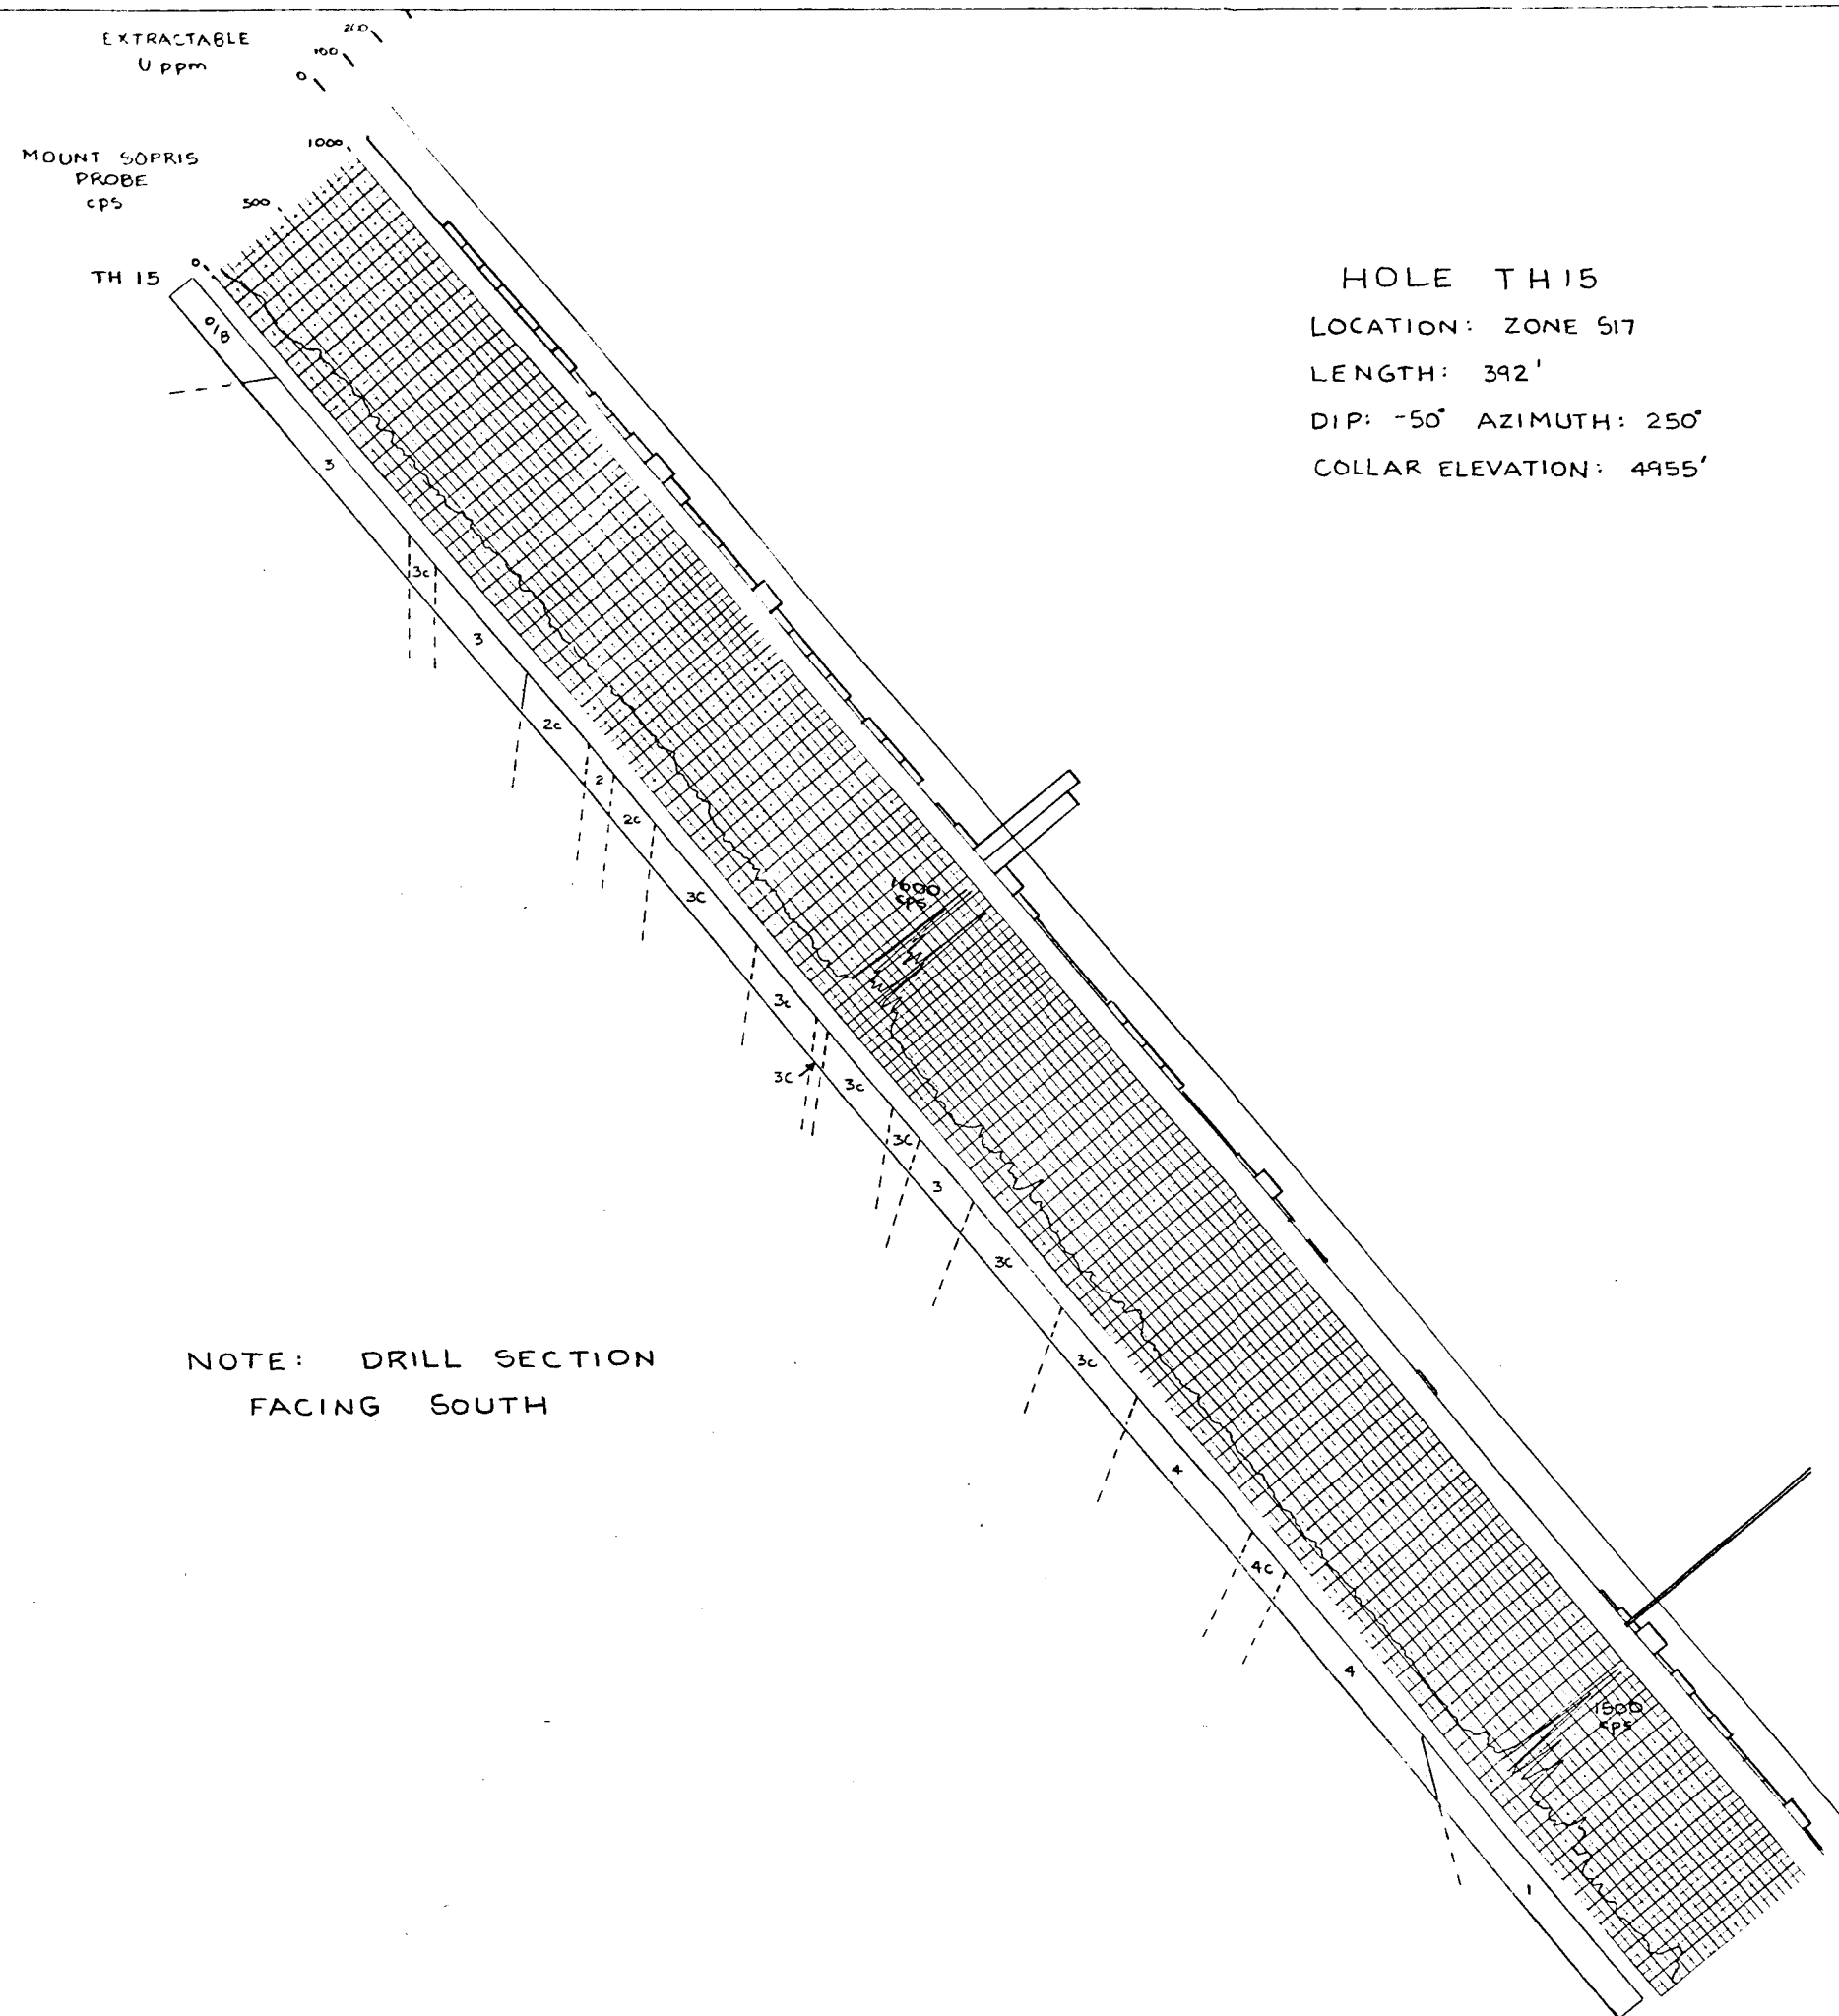 EXTRACTABLE
U ppm
0
100
200
MOUNT SOPRIS
PROBE
cps
0
500
1000
TH 15
HOLE TH15
LOCATION: ZONE 517
LENGTH: 392'
DIP: -50° AZIMUTH: 250°
COLLAR ELEVATION: 4955'
O/B
3
3c
3
2c
2
2c
3C
3c
3C
3c
3C
3
3C
3c
4
4C
4
1
1600
cps
1500
cps
NOTE: DRILL SECTION
FACING SOUTH